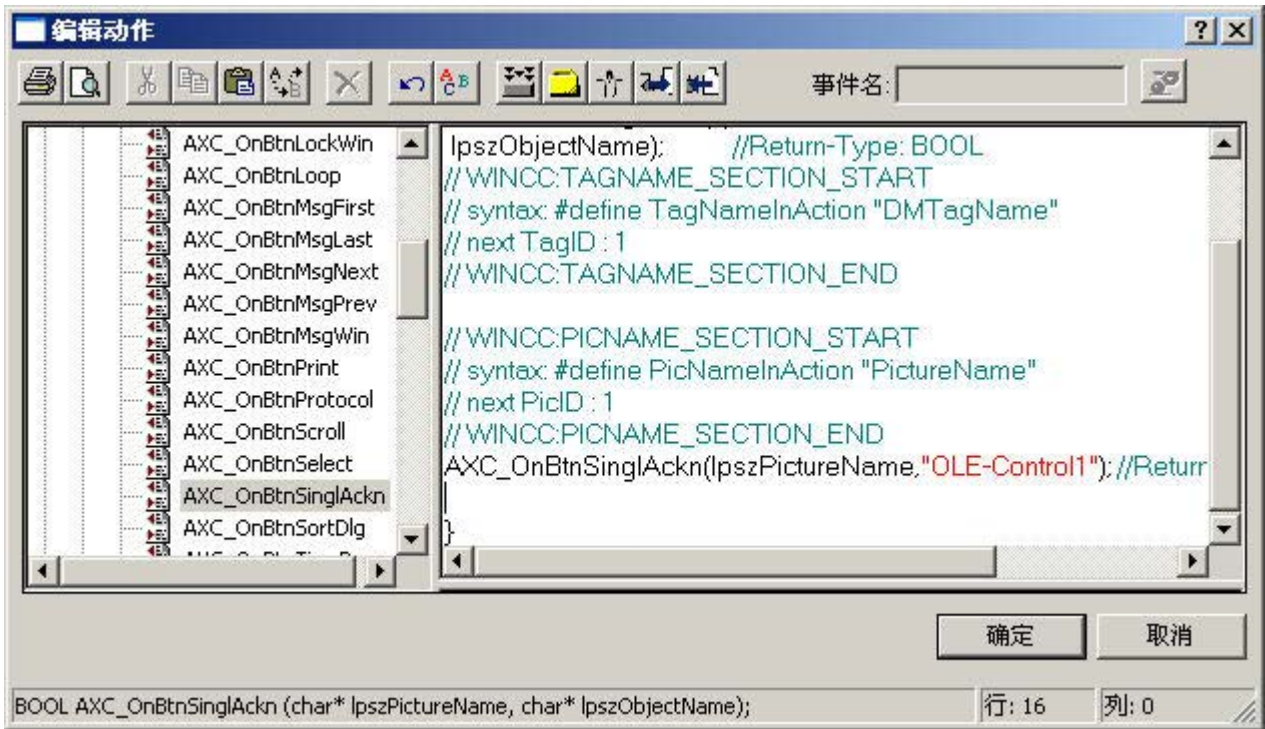 编辑动作
事件名:
AXC_OnBtnLockWin
AXC_OnBtnLoop
AXC_OnBtnMsgFirst
AXC_OnBtnMsgLast
AXC_OnBtnMsgNext
AXC_OnBtnMsgPrev
AXC_OnBtnMsgWin
AXC_OnBtnPrint
AXC_OnBtnProtocol
AXC_OnBtnScroll
AXC_OnBtnSelect
AXC_OnBtnSinglAckn
AXC_OnBtnSortDlg
lpszObjectName); //Return-Type: BOOL
// WINCC:TAGNAME_SECTION_START
// syntax: #define TagNameInAction "DMTagName"
// next TagID : 1
// WINCC:TAGNAME_SECTION_END
// WINCC:PICNAME_SECTION_START
// syntax: #define PicNameInAction "PictureName"
// next PicID : 1
// WINCC:PICNAME_SECTION_END
AXC_OnBtnSinglAckn(lpszPictureName,"OLE-Control1"); //Return
}
确定
取消
BOOL AXC_OnBtnSinglAckn (char* lpszPictureName, char* lpszObjectName);
行: 16
列: 0